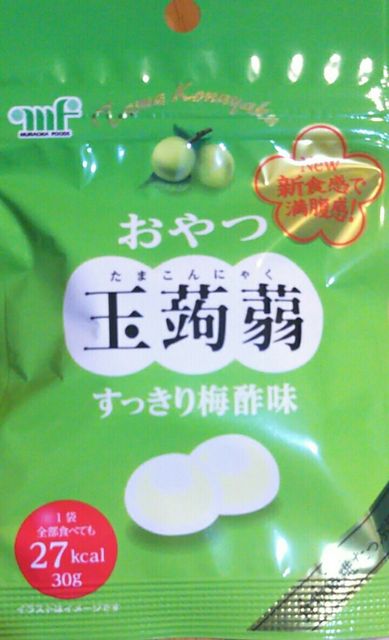 Tama Konnyaku
mf
MURAOKA FOODS
New
新食感で
満腹感!
おやつ
たまこんにゃく
玉蒟蒻
すっきり梅酢味
1袋
全部食べても
27kcal
30g
イラストはイメージです